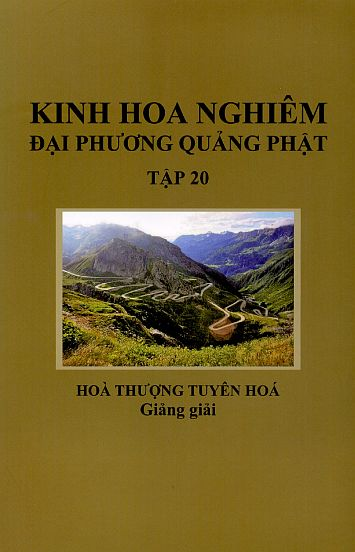 KINH HOA NGHIÊM
ĐẠI PHƯƠNG QUẢNG PHẬT
TẬP 20
HOÀ THƯỢNG TUYÊN HOÁ
Giảng giải